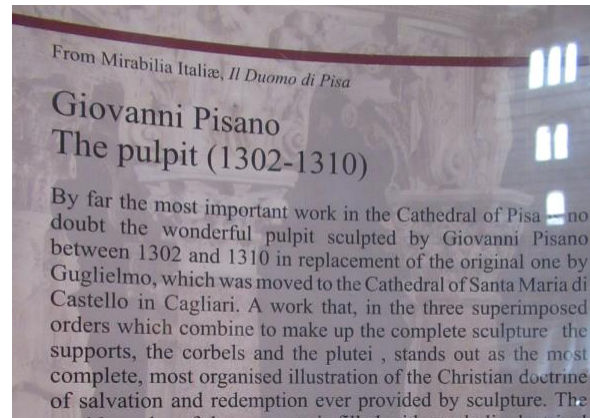 From Mirabilia Italiæ, Il Duomo di Pisa
Giovanni Pisano
The pulpit (1302-1310)
By far the most important work in the Cathedral of Pisa – no
doubt the wonderful pulpit sculpted by Giovanni Pisano
between 1302 and 1310 in replacement of the original one by
Guglielmo, which was moved to the Cathedral of Santa Maria di
Castello in Cagliari. A work that, in the three superimposed
orders which combine to make up the complete sculpture the
supports, the corbels and the plutei , stands out as the most
complete, most organised illustration of the Christian doctrine
of salvation and redemption ever provided by sculpture. The